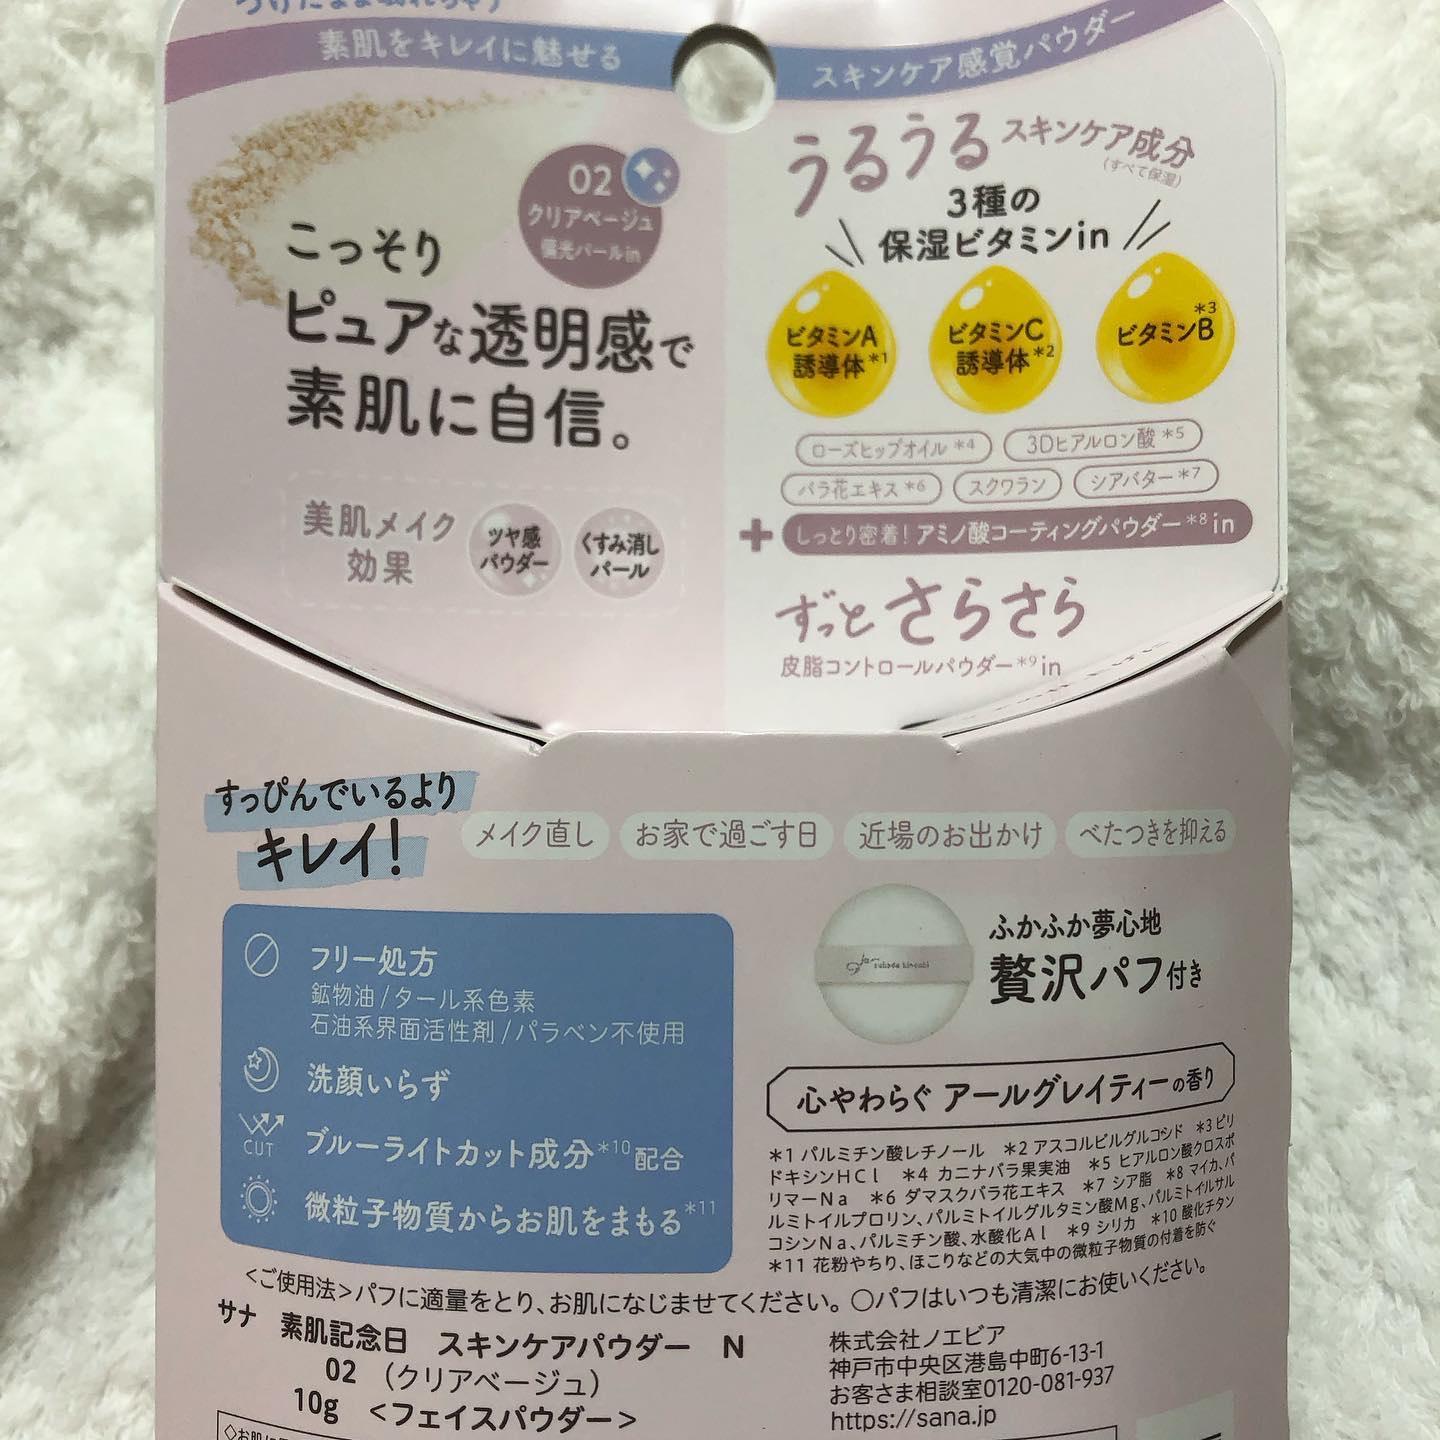 素肌をキレイに魅せる
スキンケア感覚パウダー
02
クリアベージュ
偏光パールin
こっそり
ピュアな透明感で
素肌に自信。
美肌メイク
効果
ツヤ感
パウダー
くすみ消し
パール
うるうるスキンケア成分
(すべて保湿)
3種の
保湿ビタミンin
ビタミンA
誘導体*1
ビタミンC
誘導体*2
ビタミンB*3
ローズヒップオイル*4
3Dヒアルロン酸*5
バラ花エキス*6
スクワラン
シアバター*7
+ しっとり密着!アミノ酸コーティングパウダー*8in
ずっとさらさら
皮脂コントロールパウダー*9in
すっぴんでいるより
キレイ!
メイク直し
お家で過ごす日
近場のお出かけ
べたつきを抑える
フリー処方
鉱物油/タール系色素
石油系界面活性剤/パラベン不使用
洗顔いらず
CUT
ブルーライトカット成分*10配合
微粒子物質からお肌をまもる*11
ふかふか夢心地
贅沢パフ付き
suhada kinenbi
心やわらぐ アールグレイティーの香り
*1 パルミチン酸レチノール *2 アスコルビルグルコシド *3 ピリ
ドキシンHCl *4 カニナバラ果実油 *5 ヒアルロン酸クロスポ
リマーNa *6 ダマスクバラ花エキス *7 シア脂 *8 マイカ、パ
ルミトイルプロリン、パルミトイルグルタミン酸Mg、パルミトイルサル
コシンNa、パルミチン酸、水酸化Al *9 シリカ *10 酸化チタン
*11 花粉やちり、ほこりなどの大気中の微粒子物質の付着を防ぐ
<ご使用法>パフに適量をとり、お肌になじませてください。○パフはいつも清潔にお使いください。
サナ 素肌記念日 スキンケアパウダー N
02 (クリアベージュ)
10g <フェイスパウダー>
株式会社ノエビア
神戸市中央区港島中町6-13-1
お客さま相談室0120-081-937
https://sana.jp